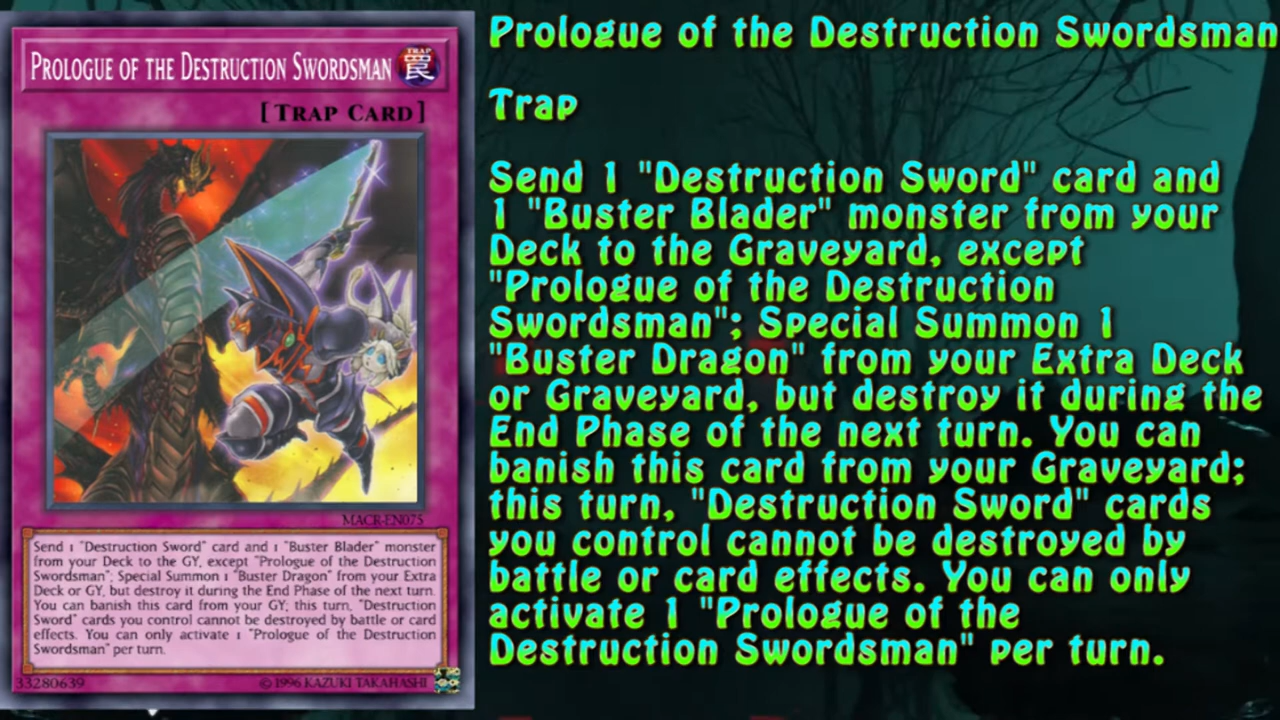 PROLOGUE OF THE DESTRUCTION SWORDSMAN
TRAP
罠
[TRAP CARD]
MACR-EN075
Send 1 "Destruction Sword" card and 1 "Buster Blader" monster
from your Deck to the GY, except "Prologue of the Destruction
Swordsman"; Special Summon 1 "Buster Dragon" from your Extra
Deck or GY, but destroy it during the End Phase of the next turn.
You can banish this card from your GY; this turn, "Destruction
Sword" cards you control cannot be destroyed by battle or card
effects. You can only activate 1 "Prologue of the Destruction
Swordsman" per turn.
33280639
© 1996 KAZUKI TAKAHASHI
Prologue of the Destruction Swordsman
Trap
Send 1 "Destruction Sword" card and
1 "Buster Blader" monster from your
Deck to the Graveyard, except
"Prologue of the Destruction
Swordsman"; Special Summon 1
"Buster Dragon" from your Extra Deck
or Graveyard, but destroy it during the
End Phase of the next turn. You can
banish this card from your Graveyard;
this turn, "Destruction Sword" cards
you control cannot be destroyed by
battle or card effects. You can only
activate 1 "Prologue of the
Destruction Swordsman" per turn.